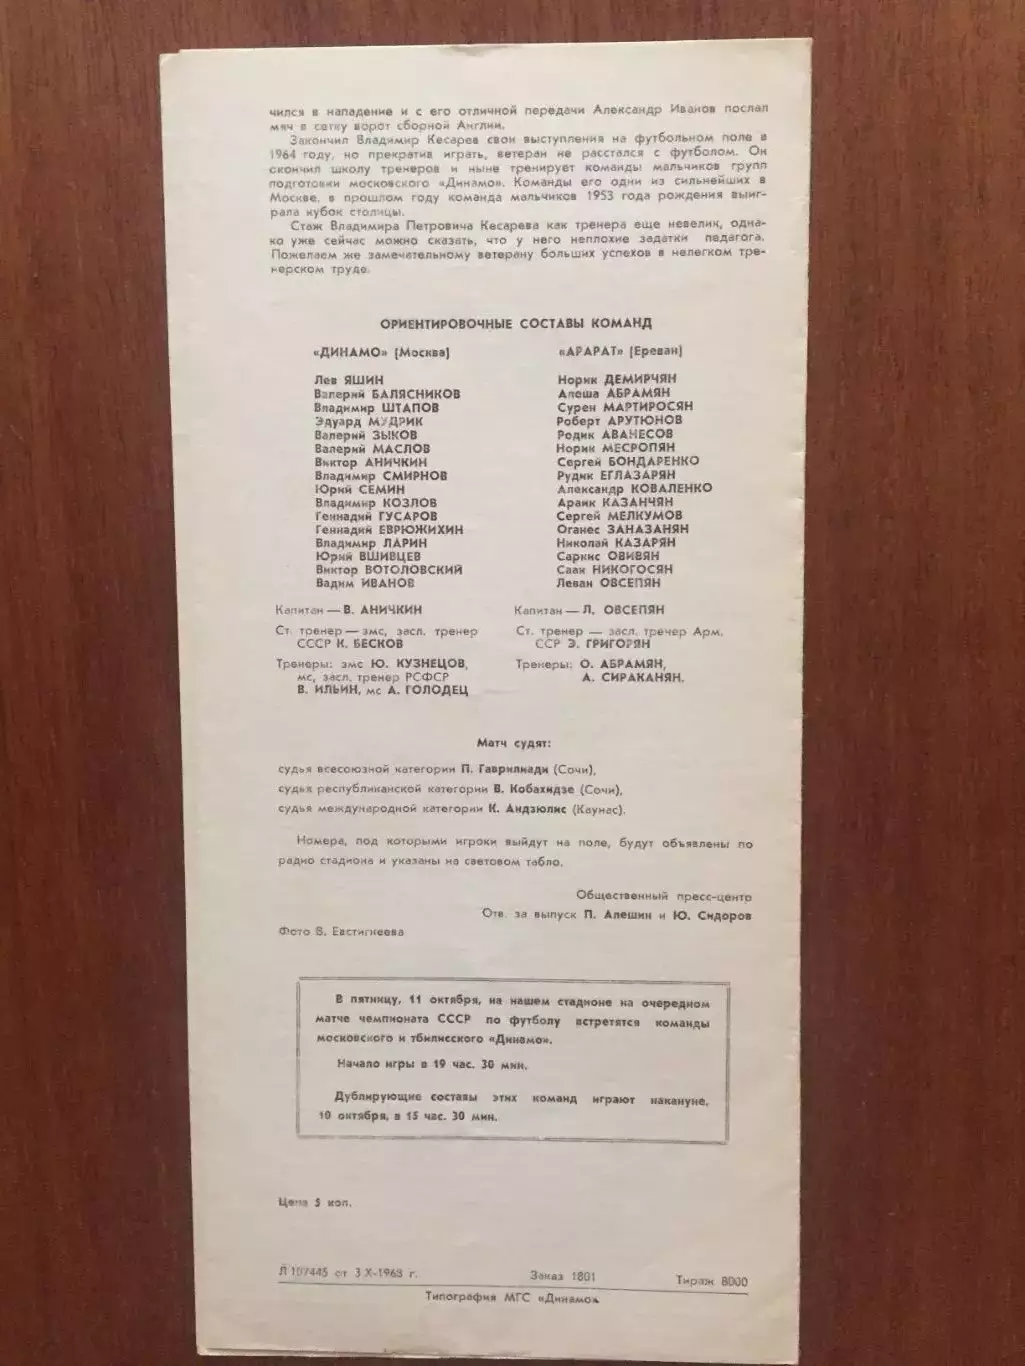 чился в нападение и с его отличной передачи Александр Иванов послал
мяч в сетку ворот сборной Англии.
Закончил Владимир Кесарев свои выступления на футбольном поле в
1964 году, но прекратив играть, ветеран не расстался с футболом. Он
окончил школу тренеров и ныне тренирует команды мальчиков групп
подготовки московского «Динамо». Команды его одни из сильнейших в
Москве, в прошлом году команда мальчиков 1953 года рождения выиг-
рала кубок столицы.
Стаж Владимира Петровича Кесарева как тренера еще невелик, одна-
ко уже сейчас можно сказать, что у него неплохие задатки педагога.
Пожелаем же замечательному ветерану больших успехов в нелегком тре-
нерском труде.
ОРИЕНТИРОВОЧНЫЕ СОСТАВЫ КОМАНД
«ДИНАМО» [Москва]
Лев ЯШИН
Валерий БАЛЯСНИКОВ
Владимир ШТАПОВ
Эдуард МУДРИК
Валерий ЗЫКОВ
Валерий МАСЛОВ
Виктор АНИЧКИН
Владимир СМИРНОВ
Юрий СЕМИН
Владимир КОЗЛОВ
Геннадий ГУСАРОВ
Геннадий ЕВРЮЖИХИН
Владимир ЛАРИН
Юрий ВШИВЦЕВ
Виктор ВОТОЛОВСКИЙ
Вадим ИВАНОВ
Капитан — В. АНИЧКИН
Ст. тренер — змс, засл. тренер
СССР К. БЕСКОВ
Тренеры: змс Ю. КУЗНЕЦОВ,
мс, засл. тренер РСФСР
В. ИЛЬИН, мс А. ГОЛОДЕЦ
«АРАРАТ» [Ереван]
Норик ДЕМИРЧЯН
Алеша АБРАМЯН
Сурен МАРТИРОСЯН
Роберт АРУТЮНОВ
Родик АВАНЕСОВ
Норик МЕСРОПЯН
Сергей БОНДАРЕНКО
Рудик ЕГЛАЗАРЯН
Александр КОВАЛЕНКО
Араик КАЗАНЧЯН
Сергей МЕЛКУМОВ
Оганес ЗАНАЗАНЯН
Николай КАЗАРЯН
Саркис ОВИВЯН
Саак НИКОГОСЯН
Леван ОВСЕПЯН
Капитан — Л. ОВСЕПЯН
Ст. тренер — засл. тренер Арм.
ССР Э. ГРИГОРЯН
Тренеры: О. АБРАМЯН,
А. СИРАКАНЯН.
Матч судят:
судья всесоюзной категории П. Гаврилиади (Сочи),
судья республиканской категории В. Кобахидзе (Сочи),
судья международной категории К. Андзюлис (Каунас).
Номера, под которыми игроки выйдут на поле, будут объявлены по
радио стадиона и указаны на световом табло.
Общественный пресс-центр
Отв. за выпуск П. Алешин и Ю. Сидоров
Фото В. Евстигнеева
В пятницу, 11 октября, на нашем стадионе на очередном
матче чемпионата СССР по футболу встретятся команды
московского и тбилисского «Динамо».
Начало игры в 19 час. 30 мин.
Дублирующие составы этих команд играют накануне,
10 октября, в 15 час. 30 мин.
Цена 5 коп.
Л 107445 от 3 X-1968 г. Заказ 1801 Тираж 8000
Типография МГС «Динамо».